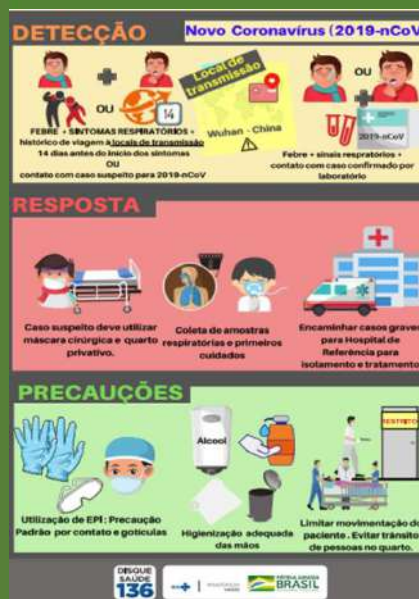 DETECÇÃO
Novo Coronavírus (2019-nCoV
Local de
transmissão
OU
14
Wuhan - China
OU
2019-nCoV
FEBRE + SINTOMAS RESPIRATÓRIOS +
histórico de viagem à locais de transmissão
14 dias antes do início dos sintomas
OU
contato com caso suspeito para 2019-nCoV
Febre + sinais respratórios +
contato com caso confirmado por
laboratório
RESPOSTA
Caso suspeito deve utilizar
máscara cirúrgica e quarto
privativo.
Coleta de amostras
respiratórias e primeiros
cuidados
Encaminhar casos graves
para Hospital de
Referência para
isolamento e tratamento
PRECAUÇÕES
Álcool
RESTRITO
Utilização de EPI: Precaução
Padrão por contato e gotículas
Higienização adequada
das mãos
Limitar movimentação do
paciente. Evitar trânsito
de pessoas no quarto.
DISQUE
SAÚDE
136
PÁTRIA AMADA
BRASIL